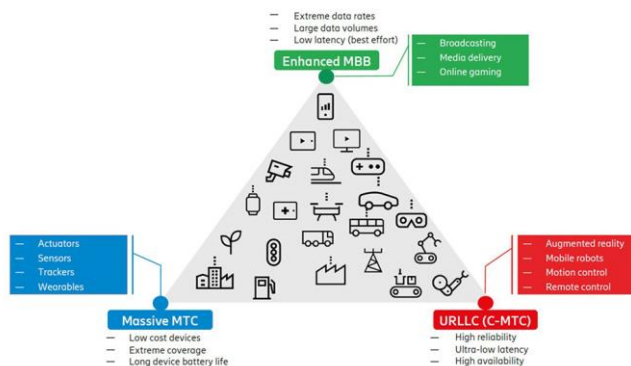 — Extreme data rates
— Large data volumes
— Low latency (best effort)
Enhanced MBB
— Broadcasting
— Media delivery
— Online gaming
— Actuators
— Sensors
— Trackers
— Wearables
— Augmented reality
— Mobile robots
— Motion control
— Remote control
Massive MTC
— Low cost devices
— Extreme coverage
— Long device battery life
URLLC (C-MTC)
— High reliability
— Ultra-low latency
— High availability